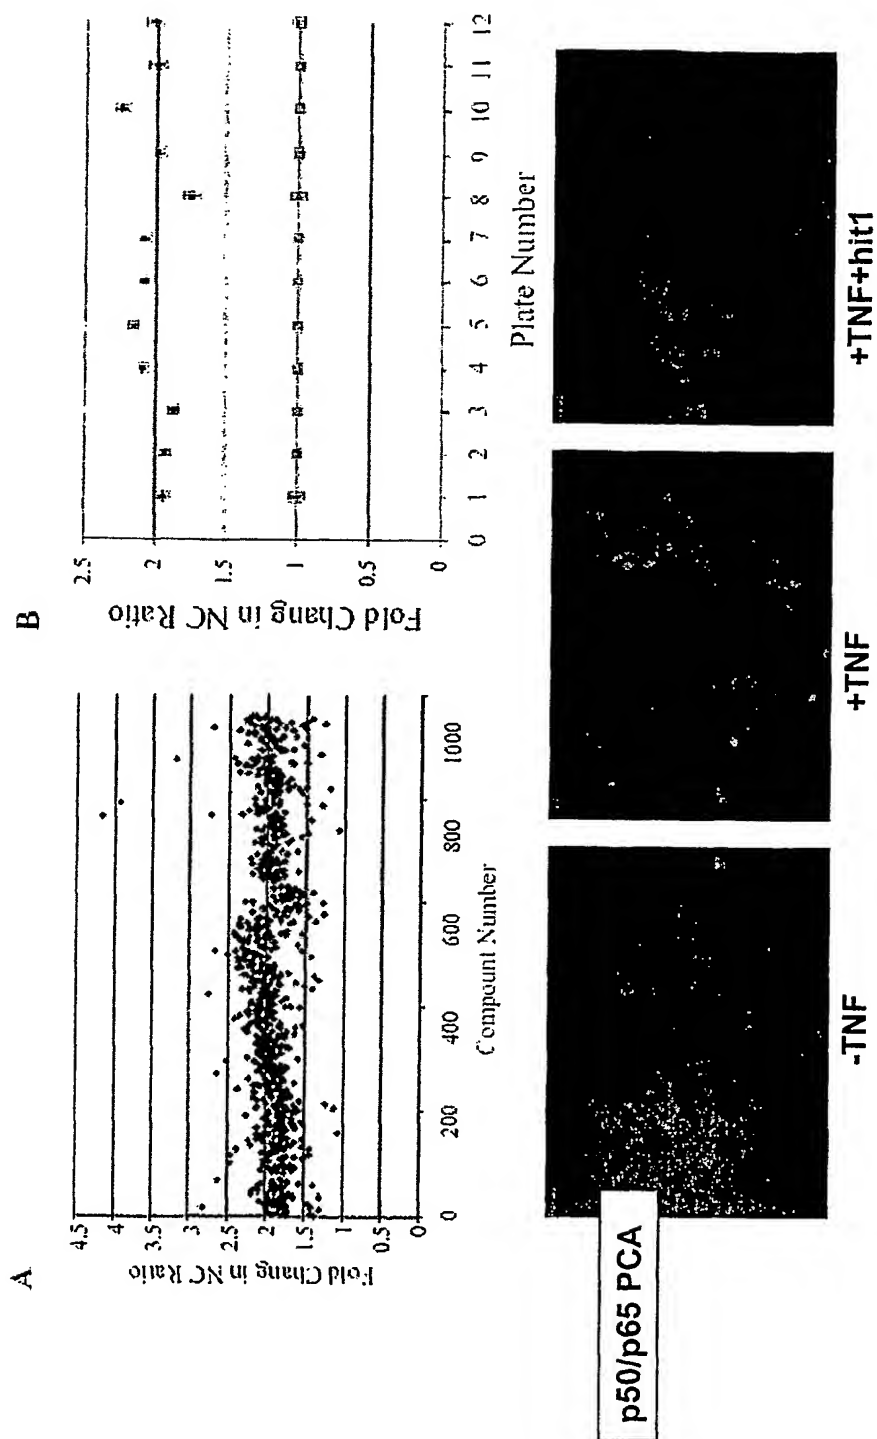 A
Fold Chang in NC Ratio
4.5
4
3.5
3
2.5
2
1.5
1
0.5
0
0 200 400 600 800 1000
Compound Number
B
Fold Chang in NC Ratio
2.5
2
1.5
1
0.5
0
0 1 2 3 4 5 6 7 8 9 10 11 12
Plate Number
p50/p65 PCA
-TNF
+TNF
+TNF+hit1